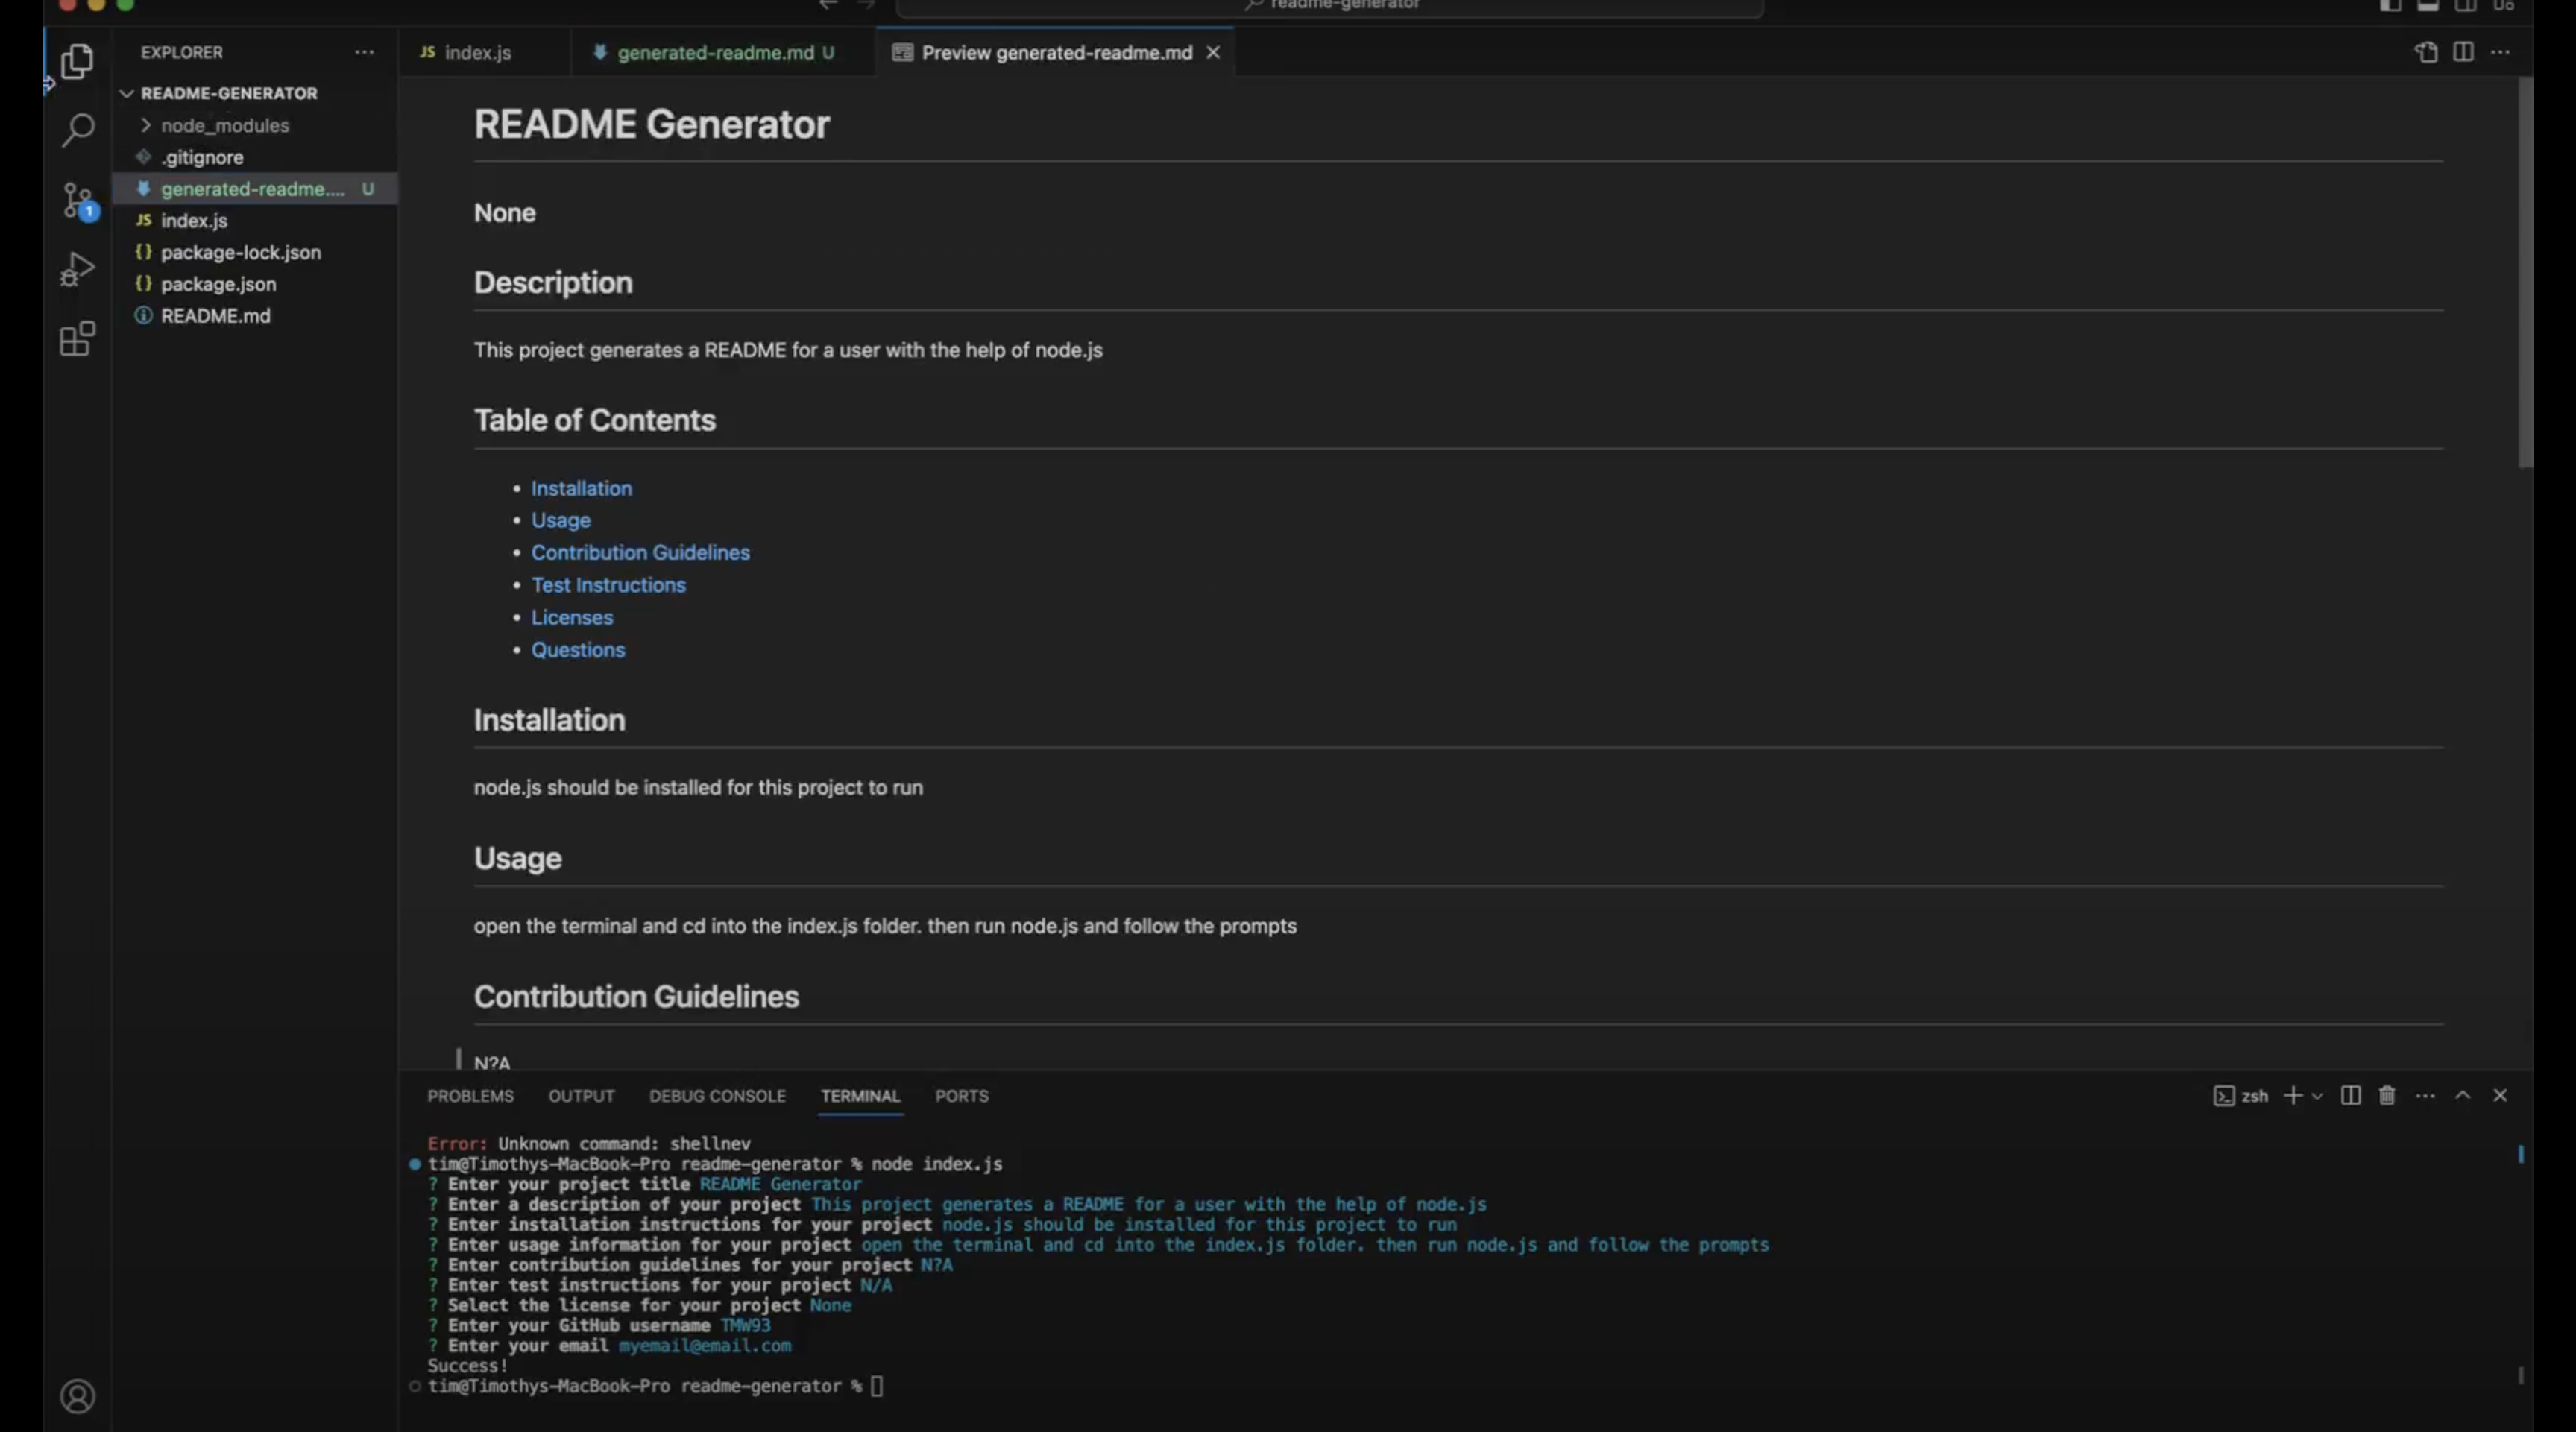 readme-generator
EXPLORER
README-GENERATOR
node_modules
.gitignore
generated-readme.... U
JS index.js
{} package-lock.json
{} package.json
README.md
1
JS index.js
generated-readme.md U
Preview generated-readme.md
README Generator
None
Description
This project generates a README for a user with the help of node.js
Table of Contents
• Installation
• Usage
• Contribution Guidelines
• Test Instructions
• Licenses
• Questions
Installation
node.js should be installed for this project to run
Usage
open the terminal and cd into the index.js folder. then run node.js and follow the prompts
Contribution Guidelines
N?A
PROBLEMS OUTPUT DEBUG CONSOLE TERMINAL PORTS
zsh
Error: Unknown command: shellnev
tim@Timothys-MacBook-Pro readme-generator % node index.js
? Enter your project title README Generator
? Enter a description of your project This project generates a README for a user with the help of node.js
? Enter installation instructions for your project node.js should be installed for this project to run
? Enter usage information for your project open the terminal and cd into the index.js folder. then run node.js and follow the prompts
? Enter contribution guidelines for your project N?A
? Enter test instructions for your project N/A
? Select the license for your project None
? Enter your GitHub username TMW93
? Enter your email myemail@email.com
Success!
tim@Timothys-MacBook-Pro readme-generator %